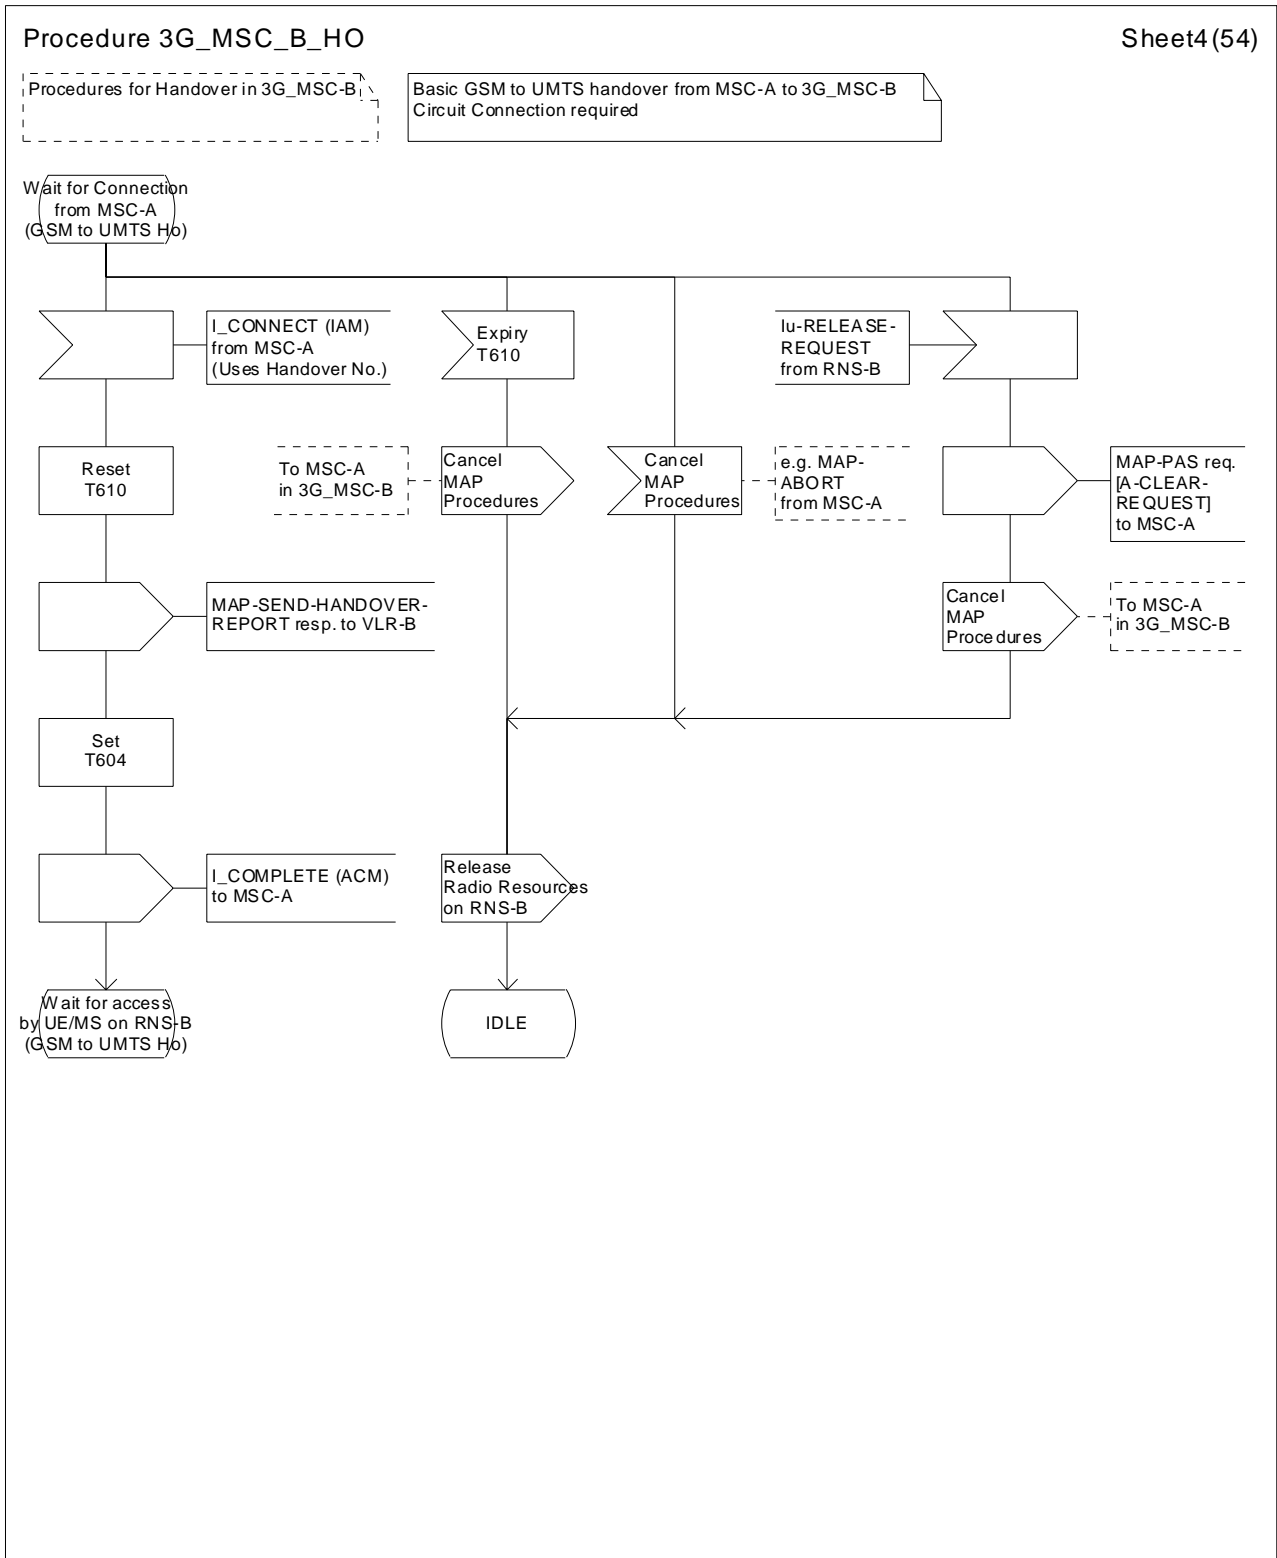 Procedure 3G_MSC_B_HO
Sheet4(54)
Procedures for Handover in 3G_MSC-B
Basic GSM to UMTS handover from MSC-A to 3G_MSC-B
Circuit Connection required
Wait for Connection
from MSC-A
(GSM to UMTS Ho)
I_CONNECT (IAM)
from MSC-A
(Uses Handover No.)
Expiry
T610
Iu-RELEASE-
REQUEST
from RNS-B
Reset
T610
To MSC-A
in 3G_MSC-B
Cancel
MAP
Procedures
Cancel
MAP
Procedures
e.g. MAP-
ABORT
from MSC-A
MAP-PAS req.
[A-CLEAR-
REQUEST]
to MSC-A
MAP-SEND-HANDOVER-
REPORT resp. to VLR-B
Cancel
MAP
Procedures
To MSC-A
in 3G_MSC-B
Set
T604
I_COMPLETE (ACM)
to MSC-A
Release
Radio Resources
on RNS-B
Wait for access
by UE/MS on RNS-B
(GSM to UMTS Ho)
IDLE